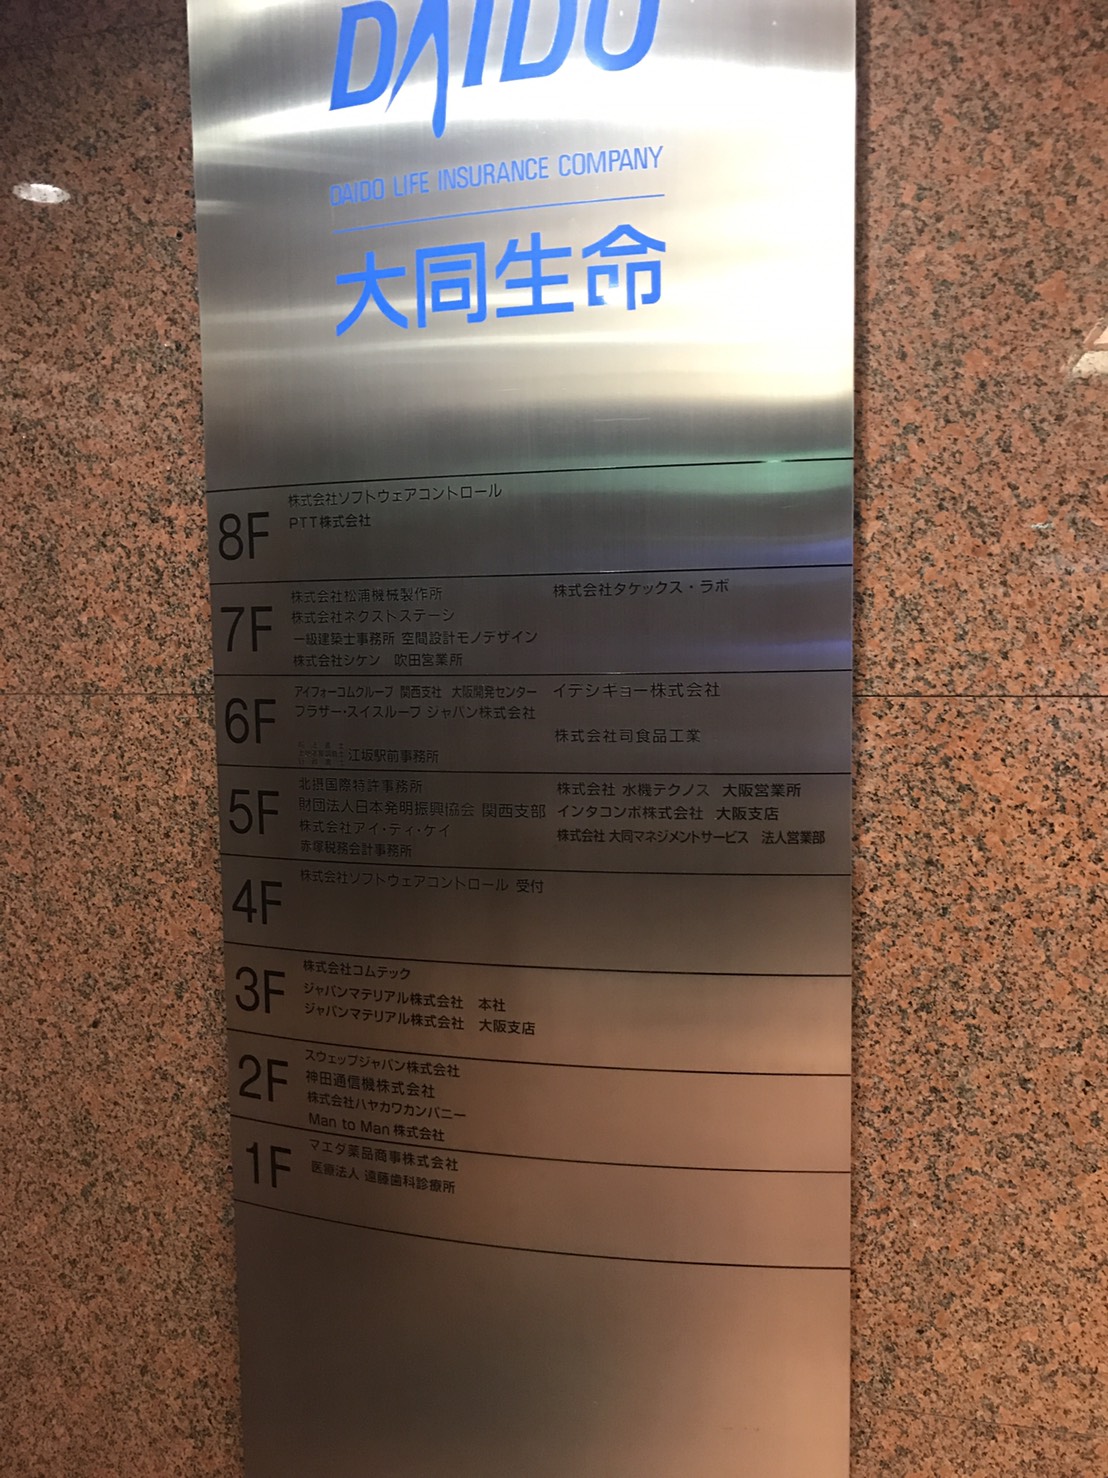 DAIDO
DAIDO LIFE INSURANCE COMPANY
大同生命
8F
株式会社ソフトウェアコントロール
PTT株式会社
7F
株式会社松浦機械製作所
株式会社ネクストステージ
一級建築士事務所 空間設計モノデザイン
株式会社シケン 吹田営業所
株式会社タケックス・ラボ
6F
アイフォーコムグループ 関西支社 大阪開発センター
ブラザー・スイスルーブ ジャパン株式会社
江坂駅前事務所
イデシギョー株式会社
株式会社司食品工業
5F
北摂国際特許事務所
財団法人日本発明振興協会 関西支部
株式会社アイ・ティ・ケイ
赤塚税務会計事務所
株式会社 水機テクノス 大阪営業所
インタコンポ株式会社 大阪支店
株式会社 大同マネジメントサービス 法人営業部
4F
株式会社ソフトウェアコントロール 受付
3F
株式会社コムテック
ジャパンマテリアル株式会社 本社
ジャパンマテリアル株式会社 大阪支店
2F
スウェップジャパン株式会社
神田通信機株式会社
株式会社ハヤカワカンパニー
Man to Man 株式会社
1F
マエダ薬品商事株式会社
医療法人 遠藤歯科診療所